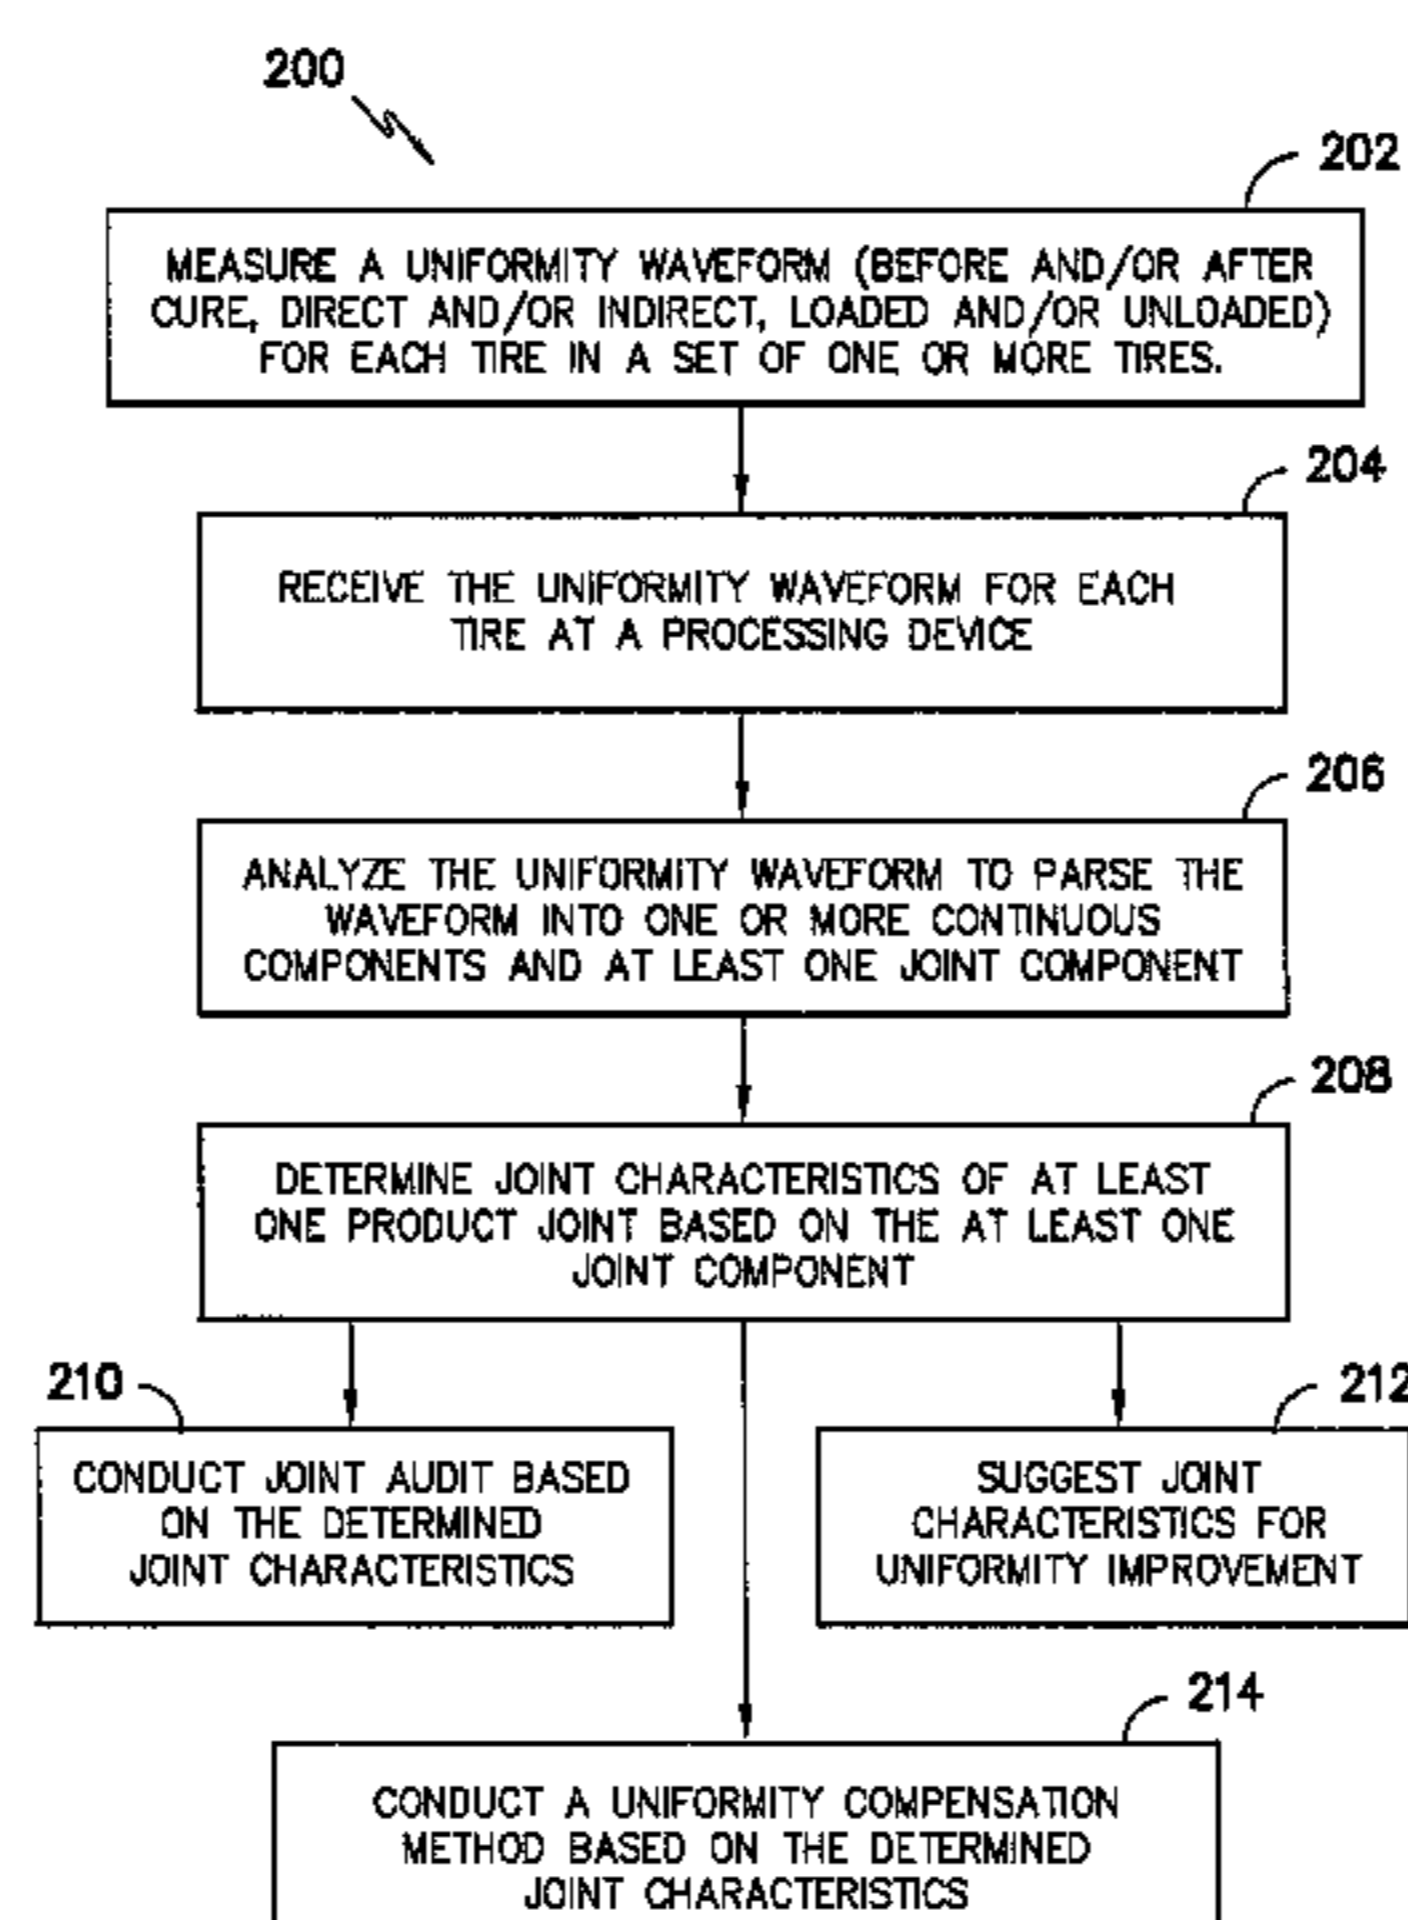 200
202
MEASURE A UNIFORMITY WAVEFORM (BEFORE AND/OR AFTER
CURE, DIRECT AND/OR INDIRECT, LOADED AND/OR UNLOADED)
FOR EACH TIRE IN A SET OF ONE OR MORE TIRES.
204
RECEIVE THE UNIFORMITY WAVEFORM FOR EACH
TIRE AT A PROCESSING DEVICE
206
ANALYZE THE UNIFORMITY WAVEFORM TO PARSE THE
WAVEFORM INTO ONE OR MORE CONTINUOUS
COMPONENTS AND AT LEAST ONE JOINT COMPONENT
208
DETERMINE JOINT CHARACTERISTICS OF AT LEAST
ONE PRODUCT JOINT BASED ON THE AT LEAST ONE
JOINT COMPONENT
210
CONDUCT JOINT AUDIT BASED
ON THE DETERMINED
JOINT CHARACTERISTICS
212
SUGGEST JOINT
CHARACTERISTICS FOR
UNIFORMITY IMPROVEMENT
214
CONDUCT A UNIFORMITY COMPENSATION
METHOD BASED ON THE DETERMINED
JOINT CHARACTERISTICS